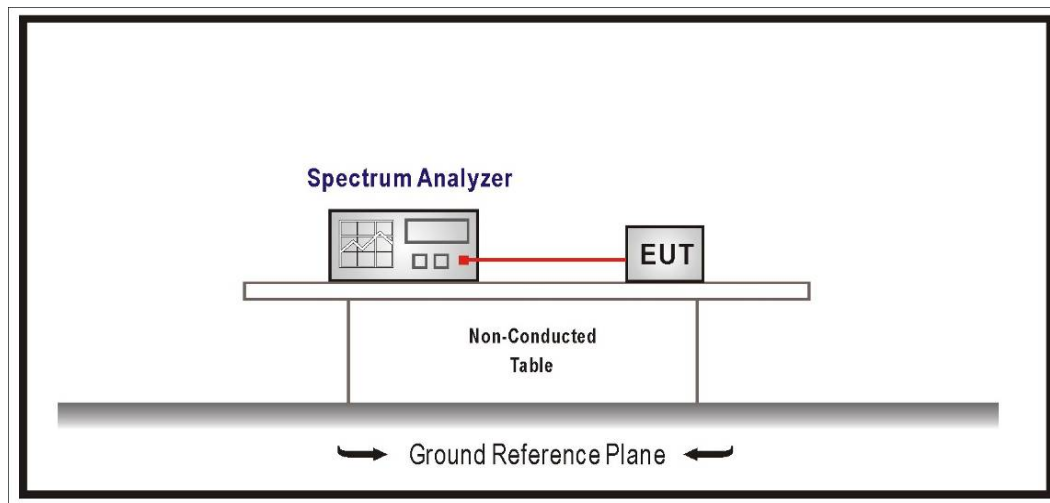 Spectrum Analyzer
EUT
Non-Conducted
Table
Ground Reference Plane